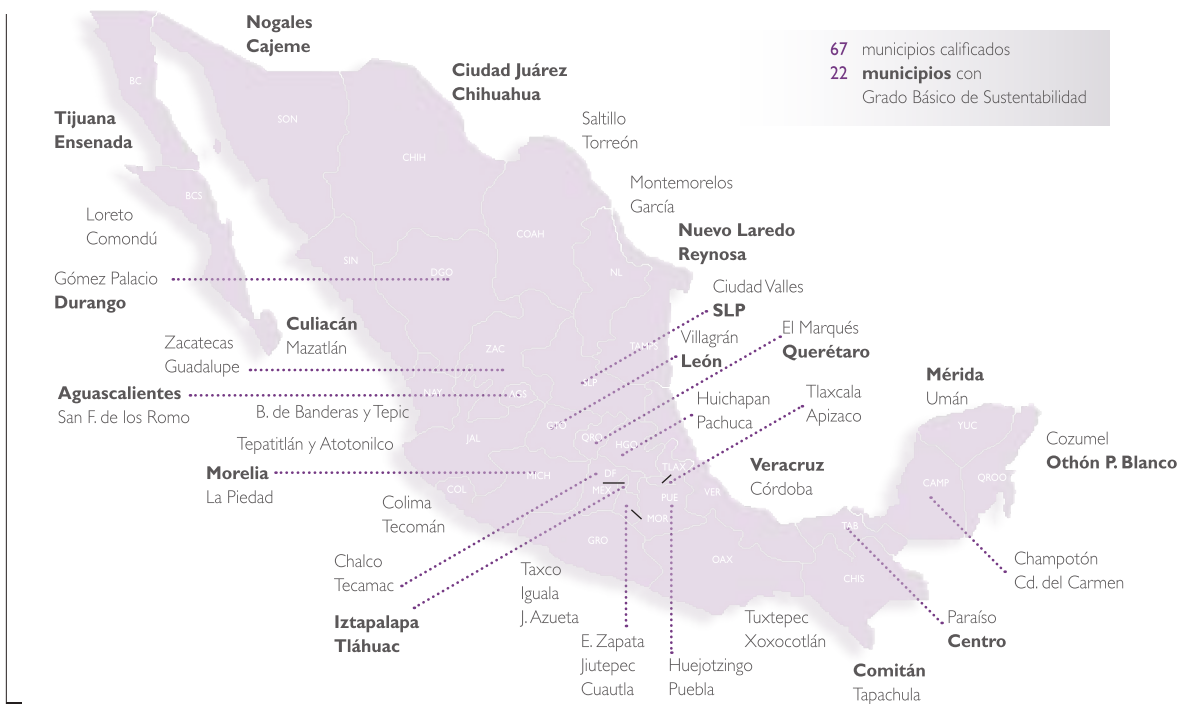 Nogales
Cajeme
67 municipios calificados
22 municipios con
Grado Básico de Sustentabilidad
Ciudad Juárez
Chihuahua
BC
Tijuana
Ensenada
SON
Saltillo
Torreón
CHIH
Montemorelos
García
BCS
Loreto
Comondú
Nuevo Laredo
Reynosa
COAH
SIN
DGO
NL
Gómez Palacio
Durango
Ciudad Valles
SLP
Culiacán
Mazatlán
Zacatecas
Guadalupe
ZAC
TAMPS
Villagrán
León
El Marqués
Querétaro
Aguascalientes
San F. de los Romo
NAY
AGS
SLP
Mérida
Umán
Huichapan
Pachuca
Tlaxcala
Apizaco
B. de Banderas y Tepic
GTO
YUC
Tepatitlán y Atotonilco
JAL
QRO
HGO
Cozumel
Othón P. Blanco
Morelia
La Piedad
MICH
DF
TLAX
Veracruz
Córdoba
CAMP
QROO
COL
MEX
PUE
VER
Colima
Tecomán
MOR
TAB
GRO
OAX
CHIS
Chalco
Tecamac
Taxco
Iguala
J. Azueta
Champotón
Cd. del Carmen
Iztapalapa
Tláhuac
E. Zapata
Jiutepec
Cuautla
Huejotzingo
Puebla
Tuxtepec
Xoxocotlán
Paraíso
Centro
Comitán
Tapachula